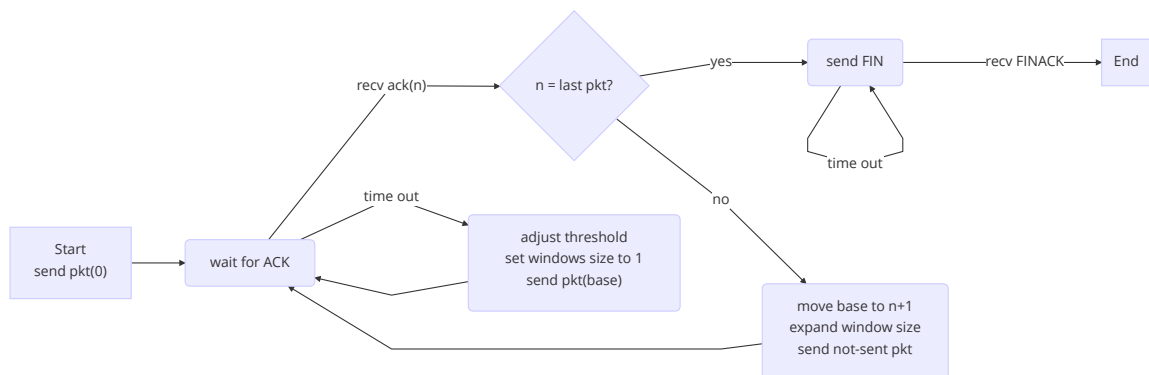 Start
send pkt(0)
wait for ACK
recv ack(n)
n = last pkt?
yes
send FIN
recv FINACK
End
time out
time out
adjust threshold
set windows size to 1
send pkt(base)
no
move base to n+1
expand window size
send not-sent pkt